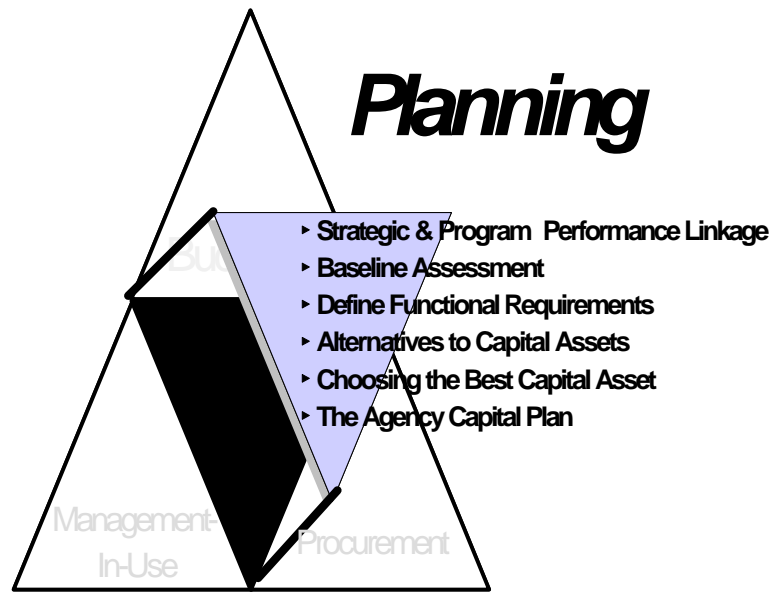 Planning
Strategic & Program Performance Linkage
Baseline Assessment
Define Functional Requirements
Alternatives to Capital Assets
Choosing the Best Capital Asset
The Agency Capital Plan
Management-
In-Use
Procurement